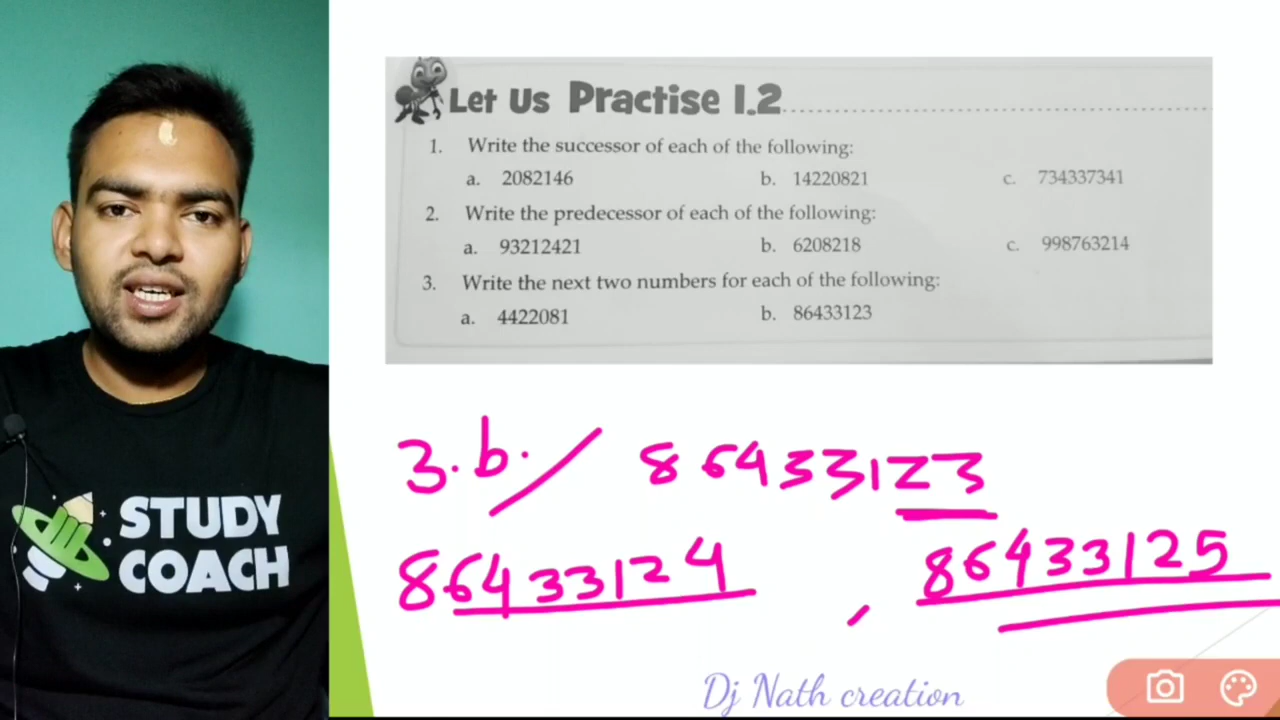 STUDY
COACH
Let Us Practise 1.2
1. Write the successor of each of the following:
a. 2082146 b. 14220821 c. 734337341
2. Write the predecessor of each of the following:
a. 93212421 b. 6208218 c. 998763214
3. Write the next two numbers for each of the following:
a. 4422081 b. 86433123
3.b. / 86433123
86433124 , 86433125
Dj Nath creation